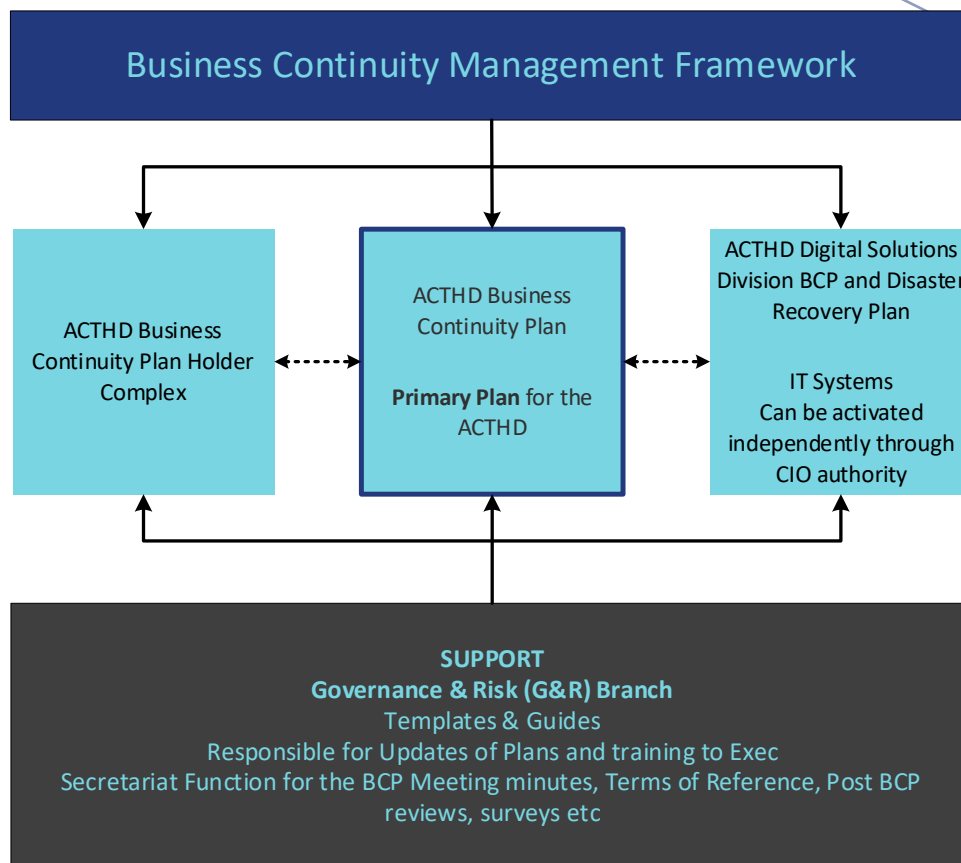 Business Continuity Management Framework
ACTHD Business
Continuity Plan Holder
Complex
ACTHD Business
Continuity Plan
Primary Plan for the
ACTHD
ACTHD Digital Solutions
Division BCP and Disaster
Recovery Plan
IT Systems
Can be activated
independently through
CIO authority
SUPPORT
Governance & Risk (G&R) Branch
Templates & Guides
Responsible for Updates of Plans and training to Exec
Secretariat Function for the BCP Meeting minutes, Terms of Reference, Post BCP
reviews, surveys etc